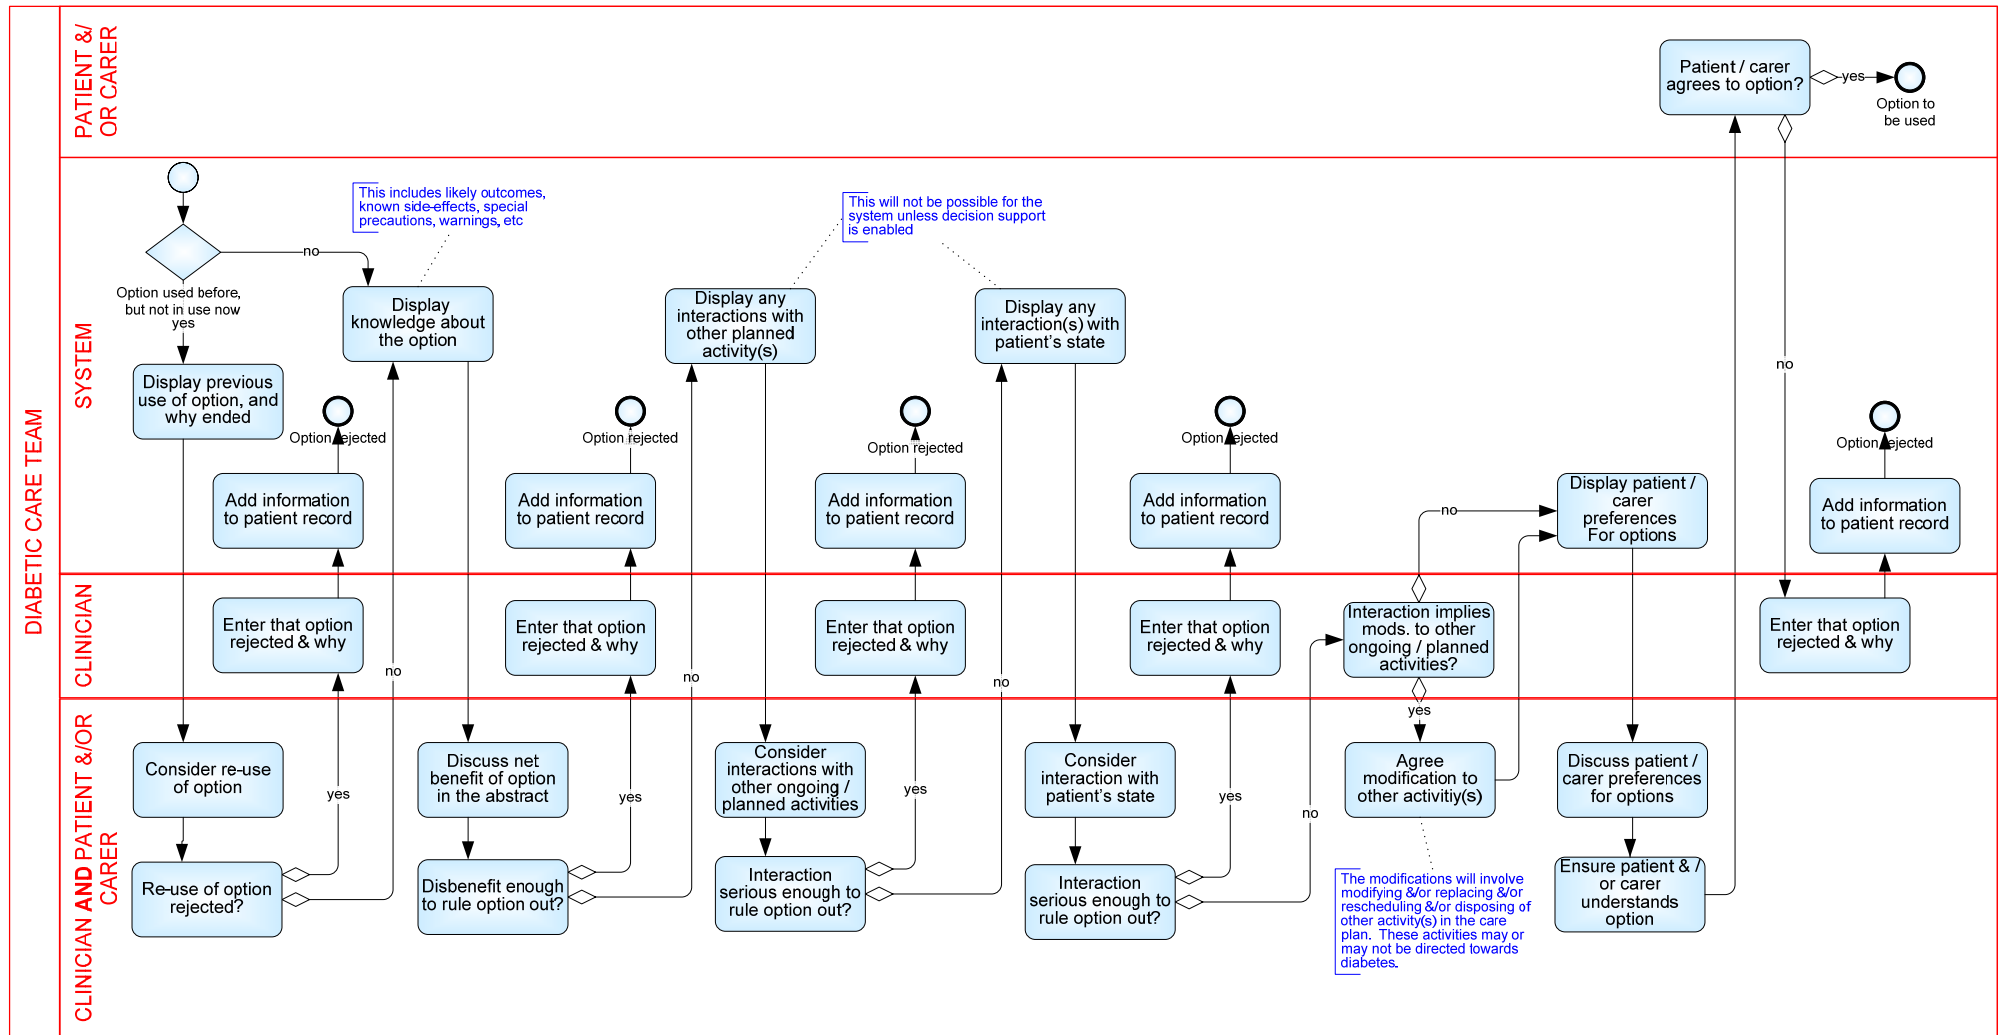 DIABETIC CARE TEAM
PATIENT &/
OR CARER
Patient / carer
agrees to option?
yes
Option to
be used
no
SYSTEM
Option used before,
but not in use now
yes
no
This includes likely outcomes,
known side-effects, special
precautions, warnings, etc
This will not be possible for the
system unless decision support
is enabled
Display
knowledge about
the option
Display any
interactions with
other planned
activity(s)
Display any
interaction(s) with
patient's state
Display previous
use of option, and
why ended
Option rejected
Option rejected
Option rejected
Option rejected
Option rejected
Add information
to patient record
Add information
to patient record
Add information
to patient record
Add information
to patient record
no
Display patient /
carer
preferences
For options
Add information
to patient record
CLINICIAN
Enter that option
rejected & why
no
Enter that option
rejected & why
no
Enter that option
rejected & why
no
Enter that option
rejected & why
Interaction implies
mods. to other
ongoing / planned
activities?
Enter that option
rejected & why
CLINICIAN AND PATIENT &/OR
CARER
yes
Consider re-use
of option
yes
Discuss net
benefit of option
in the abstract
yes
Consider
interactions with
other ongoing /
planned activities
yes
Consider
interaction with
patient's state
yes
no
Agree
modification to
other activitiy(s)
Discuss patient /
carer preferences
for options
Re-use of option
rejected?
Disbenefit enough
to rule option out?
Interaction
serious enough to
rule option out?
Interaction
serious enough to
rule option out?
The modifications will involve
modifying &/or replacing &/or
rescheduling &/or disposing of
other activity(s) in the care
plan. These activities may or
may not be directed towards
diabetes.
Ensure patient & /
or carer
understands
option